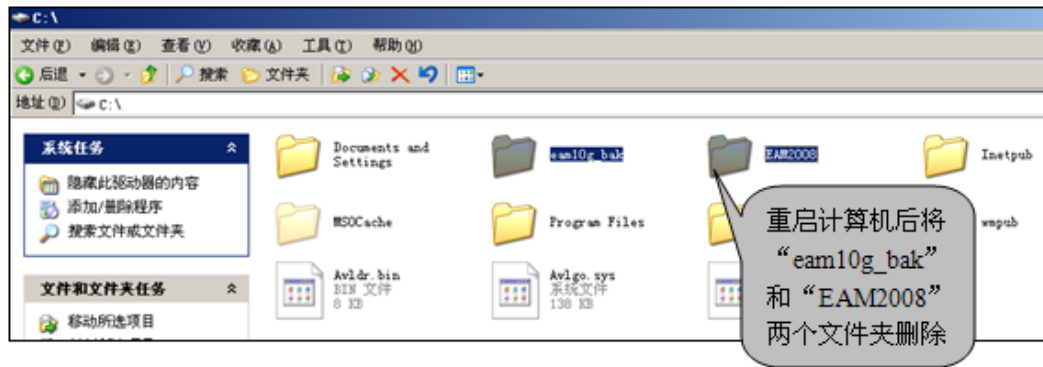 C:\
文件(F) 编辑(E) 查看(V) 收藏(A) 工具(T) 帮助(H)
后退 搜索 文件夹
地址(D) C:\
系统任务
隐藏此驱动器的内容
添加/删除程序
搜索文件或文件夹
文件和文件夹任务
移动所选项目
Documents and
Settings
eam10g_bak
EAM2008
Inetpub
MSOCache
Program Files
wmpub
Avldr.bin
BIN 文件
8 KB
Avlgo.sys
系统文件
138 KB
重启计算机后将
“eam10g_bak”
和“EAM2008”
两个文件夹删除